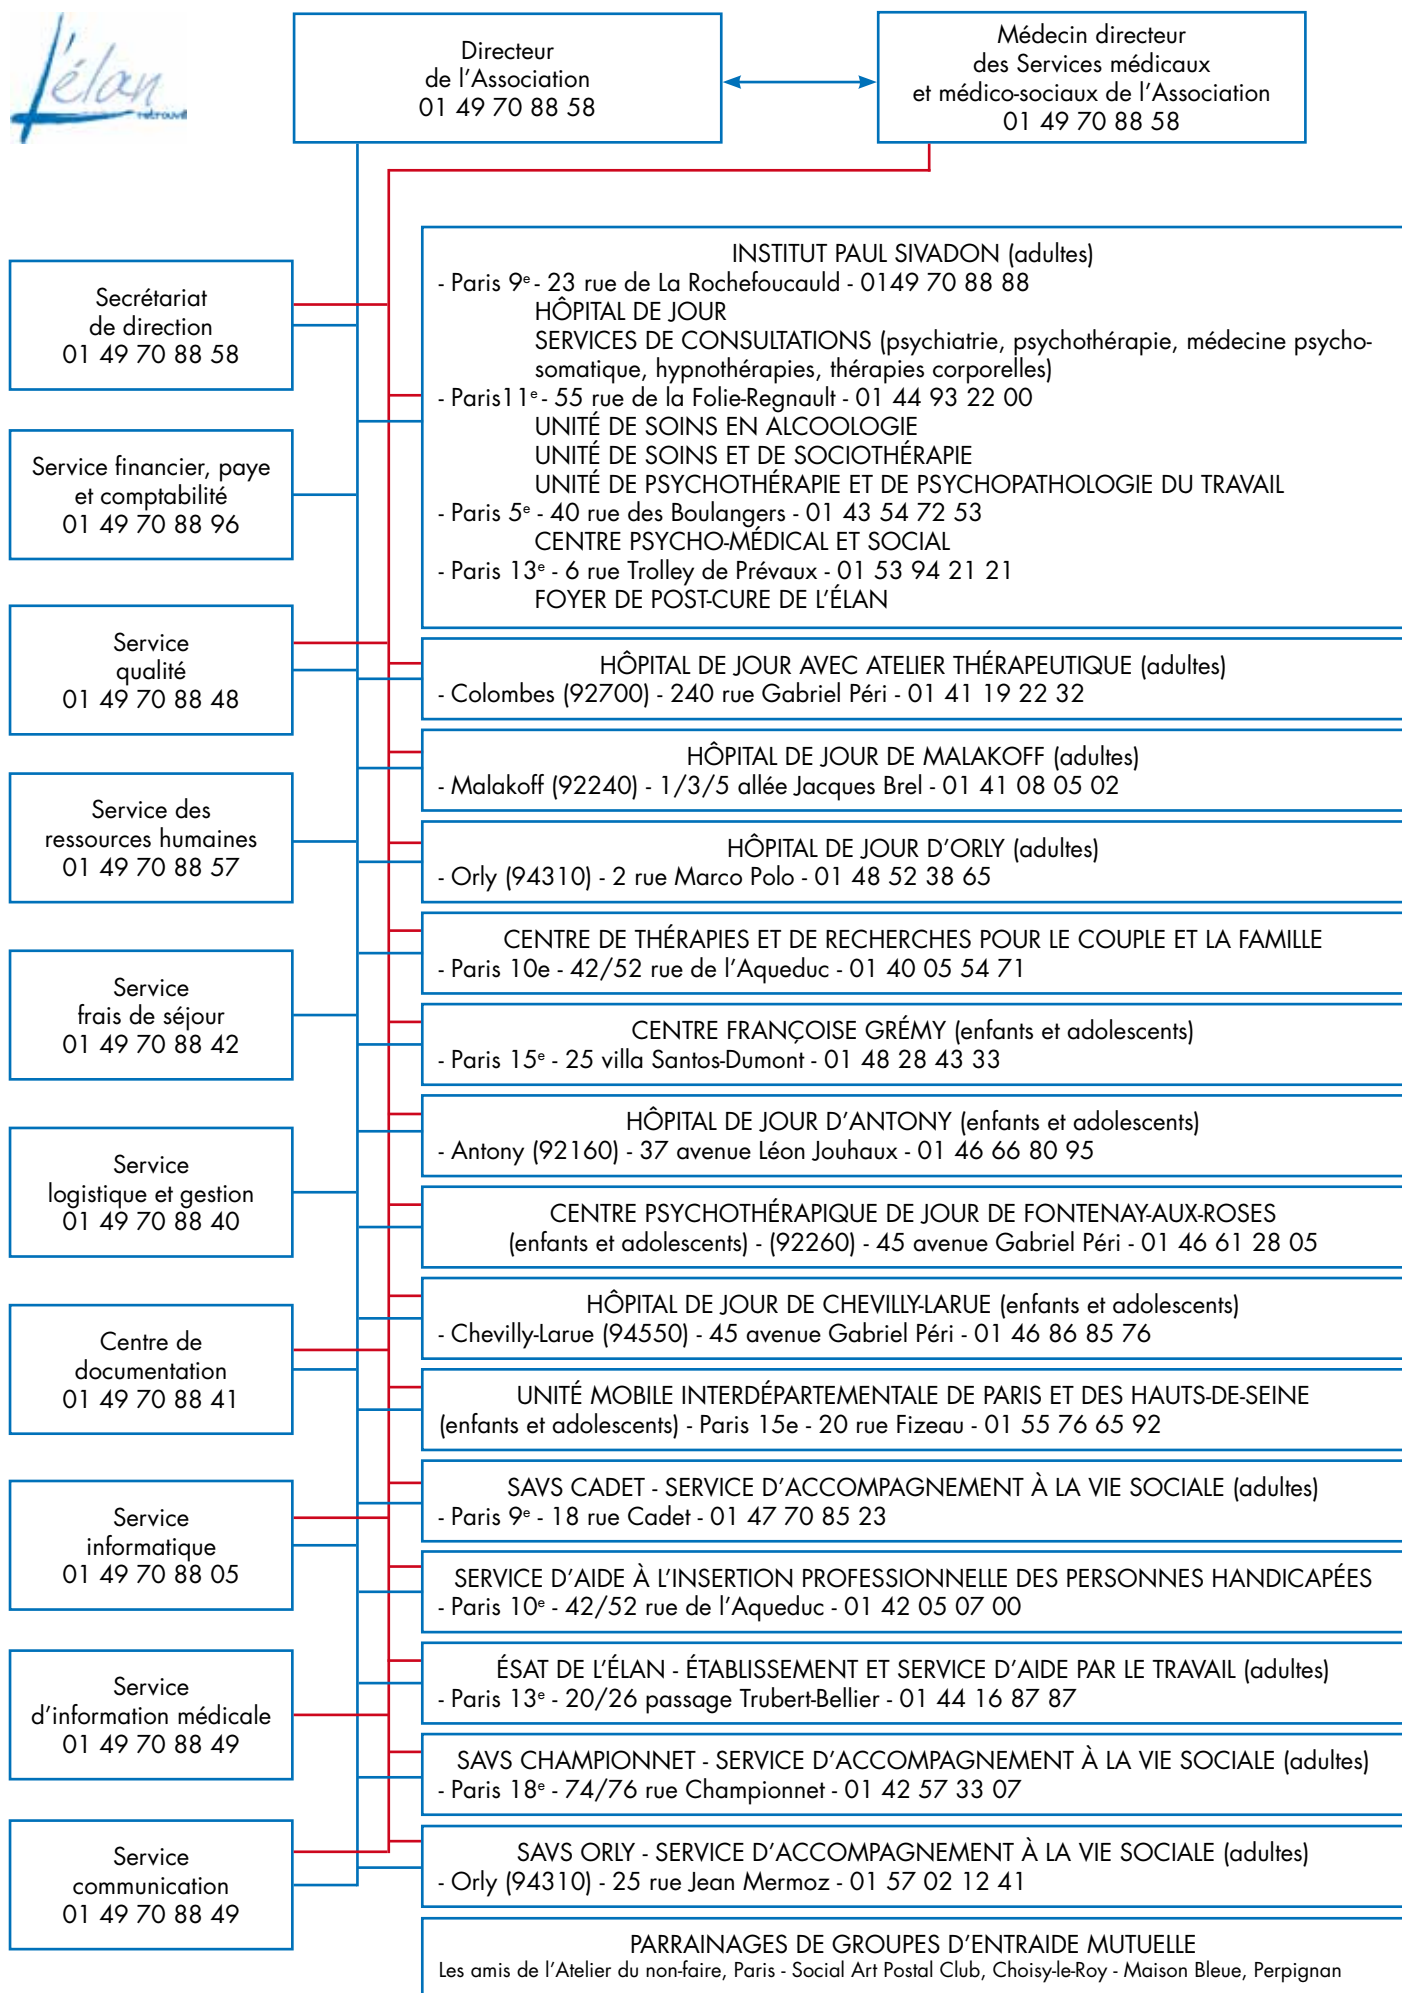 L'élan
retrouvé
Directeur
de l'Association
01 49 70 88 58
Médecin directeur
des Services médicaux
et médico-sociaux de l'Association
01 49 70 88 58
Secrétariat
de direction
01 49 70 88 58
Service financier, paye
et comptabilité
01 49 70 88 96
Service
qualité
01 49 70 88 48
Service des
ressources humaines
01 49 70 88 57
Service
frais de séjour
01 49 70 88 42
Service
logistique et gestion
01 49 70 88 40
Centre de
documentation
01 49 70 88 41
Service
informatique
01 49 70 88 05
Service
d'information médicale
01 49 70 88 49
Service
communication
01 49 70 88 49
INSTITUT PAUL SIVADON (adultes)
- Paris 9e - 23 rue de La Rochefoucauld - 0149 70 88 88
HÔPITAL DE JOUR
SERVICES DE CONSULTATIONS (psychiatrie, psychothérapie, médecine psycho-
somatique, hypnothérapies, thérapies corporelles)
- Paris11e - 55 rue de la Folie-Regnault - 01 44 93 22 00
UNITÉ DE SOINS EN ALCOOLOGIE
UNITÉ DE SOINS ET DE SOCIOTHÉRAPIE
UNITÉ DE PSYCHOTHÉRAPIE ET DE PSYCHOPATHOLOGIE DU TRAVAIL
- Paris 5e - 40 rue des Boulangers - 01 43 54 72 53
CENTRE PSYCHO-MÉDICAL ET SOCIAL
- Paris 13e - 6 rue Trolley de Prévaux - 01 53 94 21 21
FOYER DE POST-CURE DE L'ÉLAN
HÔPITAL DE JOUR AVEC ATELIER THÉRAPEUTIQUE (adultes)
- Colombes (92700) - 240 rue Gabriel Péri - 01 41 19 22 32
HÔPITAL DE JOUR DE MALAKOFF (adultes)
- Malakoff (92240) - 1/3/5 allée Jacques Brel - 01 41 08 05 02
HÔPITAL DE JOUR D'ORLY (adultes)
- Orly (94310) - 2 rue Marco Polo - 01 48 52 38 65
CENTRE DE THÉRAPIES ET DE RECHERCHES POUR LE COUPLE ET LA FAMILLE
- Paris 10e - 42/52 rue de l'Aqueduc - 01 40 05 54 71
CENTRE FRANÇOISE GRÉMY (enfants et adolescents)
- Paris 15e - 25 villa Santos-Dumont - 01 48 28 43 33
HÔPITAL DE JOUR D'ANTONY (enfants et adolescents)
- Antony (92160) - 37 avenue Léon Jouhaux - 01 46 66 80 95
CENTRE PSYCHOTHÉRAPIQUE DE JOUR DE FONTENAY-AUX-ROSES
(enfants et adolescents) - (92260) - 45 avenue Gabriel Péri - 01 46 61 28 05
HÔPITAL DE JOUR DE CHEVILLY-LARUE (enfants et adolescents)
- Chevilly-Larue (94550) - 45 avenue Gabriel Péri - 01 46 86 85 76
UNITÉ MOBILE INTERDÉPARTEMENTALE DE PARIS ET DES HAUTS-DE-SEINE
(enfants et adolescents) - Paris 15e - 20 rue Fizeau - 01 55 76 65 92
SAVS CADET - SERVICE D'ACCOMPAGNEMENT À LA VIE SOCIALE (adultes)
- Paris 9e - 18 rue Cadet - 01 47 70 85 23
SERVICE D'AIDE À L'INSERTION PROFESSIONNELLE DES PERSONNES HANDICAPÉES
- Paris 10e - 42/52 rue de l'Aqueduc - 01 42 05 07 00
ÉSAT DE L'ÉLAN - ÉTABLISSEMENT ET SERVICE D'AIDE PAR LE TRAVAIL (adultes)
- Paris 13e - 20/26 passage Trubert-Bellier - 01 44 16 87 87
SAVS CHAMPIONNET - SERVICE D'ACCOMPAGNEMENT À LA VIE SOCIALE (adultes)
- Paris 18e - 74/76 rue Championnet - 01 42 57 33 07
SAVS ORLY - SERVICE D'ACCOMPAGNEMENT À LA VIE SOCIALE (adultes)
- Orly (94310) - 25 rue Jean Mermoz - 01 57 02 12 41
PARRAINAGES DE GROUPES D'ENTRAIDE MUTUELLE
Les amis de l'Atelier du non-faire, Paris - Social Art Postal Club, Choisy-le-Roy - Maison Bleue, Perpignan